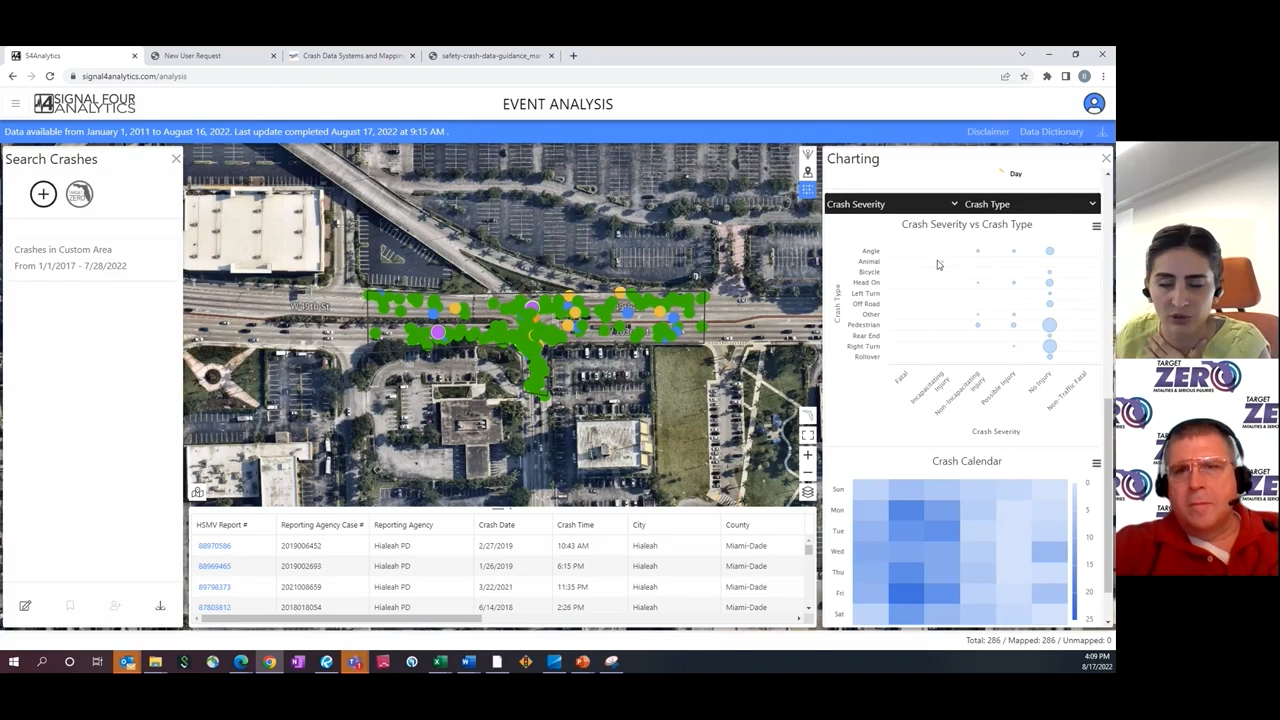 S4Analytics
New User Request
Crash Data Systems and Mappin
safety-crash-data-guidance_ma
signal4analytics.com/analysis
SIGNAL FOUR
ANALYTICS
EVENT ANALYSIS
Data available from January 1, 2011 to August 16, 2022. Last update completed August 17, 2022 at 9:15 AM .
Disclaimer
Data Dictionary
Search Crashes
TARGET
ZERO
Crashes in Custom Area
From 1/1/2017 - 7/28/2022
W 49th St
Charting
Day
Crash Severity
Crash Type
Crash Severity vs Crash Type
Crash Type
Angle
Animal
Bicycle
Head On
Left Turn
Off Road
Other
Pedestrian
Rear End
Right Turn
Rollover
Fatal
Incapacitating
Injury
Non-Incapacitating
Injury
Possible Injury
No Injury
Non-Traffic Fatal
Crash Severity
Crash Calendar
Sun
Mon
Tue
Wed
Thu
Fri
Sat
0
5
10
15
20
25
HSMV Report # Reporting Agency Case # Reporting Agency Crash Date Crash Time City County
88970586 2019006452 Hialeah PD 2/27/2019 10:43 AM Hialeah Miami-Dade
88969465 2019002693 Hialeah PD 1/26/2019 6:15 PM Hialeah Miami-Dade
89798373 2021008659 Hialeah PD 3/22/2021 11:35 PM Hialeah Miami-Dade
87803812 2018018054 Hialeah PD 6/14/2018 2:26 PM Hialeah Miami-Dade
Total: 286 / Mapped: 286 / Unmapped: 0
4:09 PM
8/17/2022
TARGET
ZERO
FATALITIES & SERIOUS INJURIES
TARGET
ZE